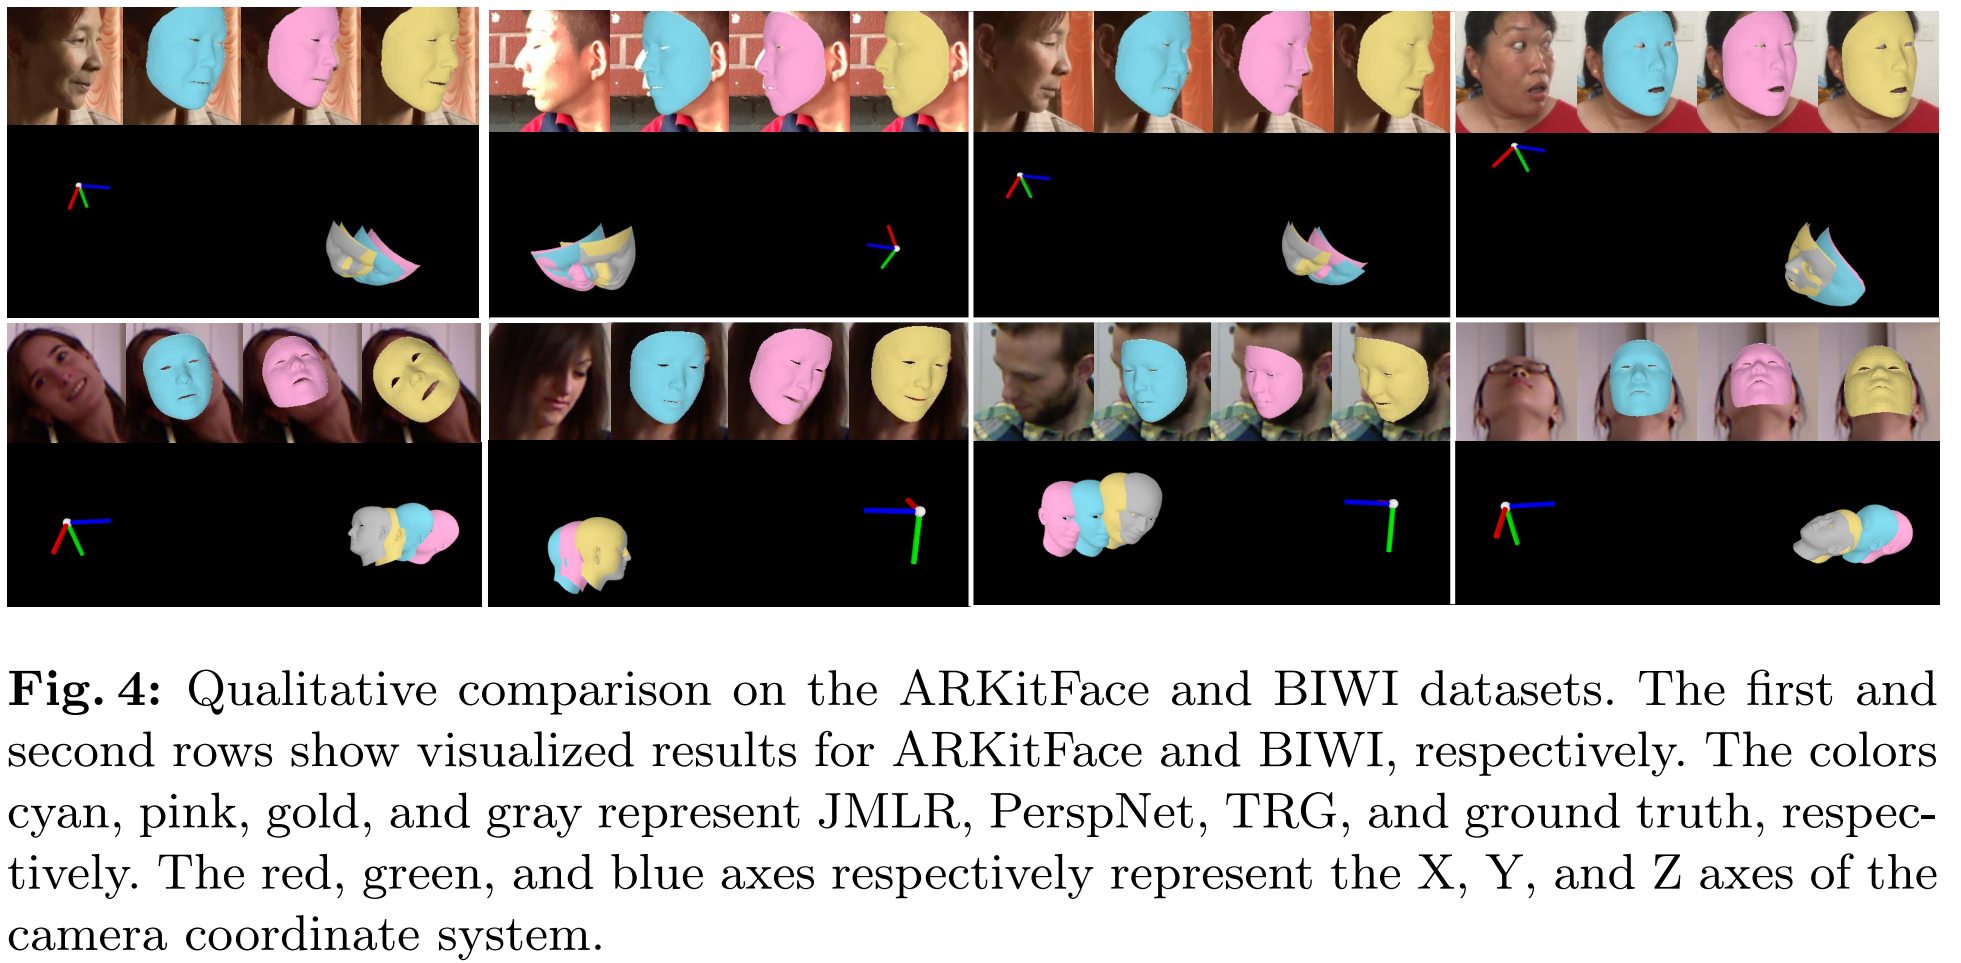 Fig. 4: Qualitative comparison on the ARKitFace and BIWI datasets. The first and
second rows show visualized results for ARKitFace and BIWI, respectively. The colors
cyan, pink, gold, and gray represent JMLR, PerspNet, TRG, and ground truth, respec-
tively. The red, green, and blue axes respectively represent the X, Y, and Z axes of the
camera coordinate system.